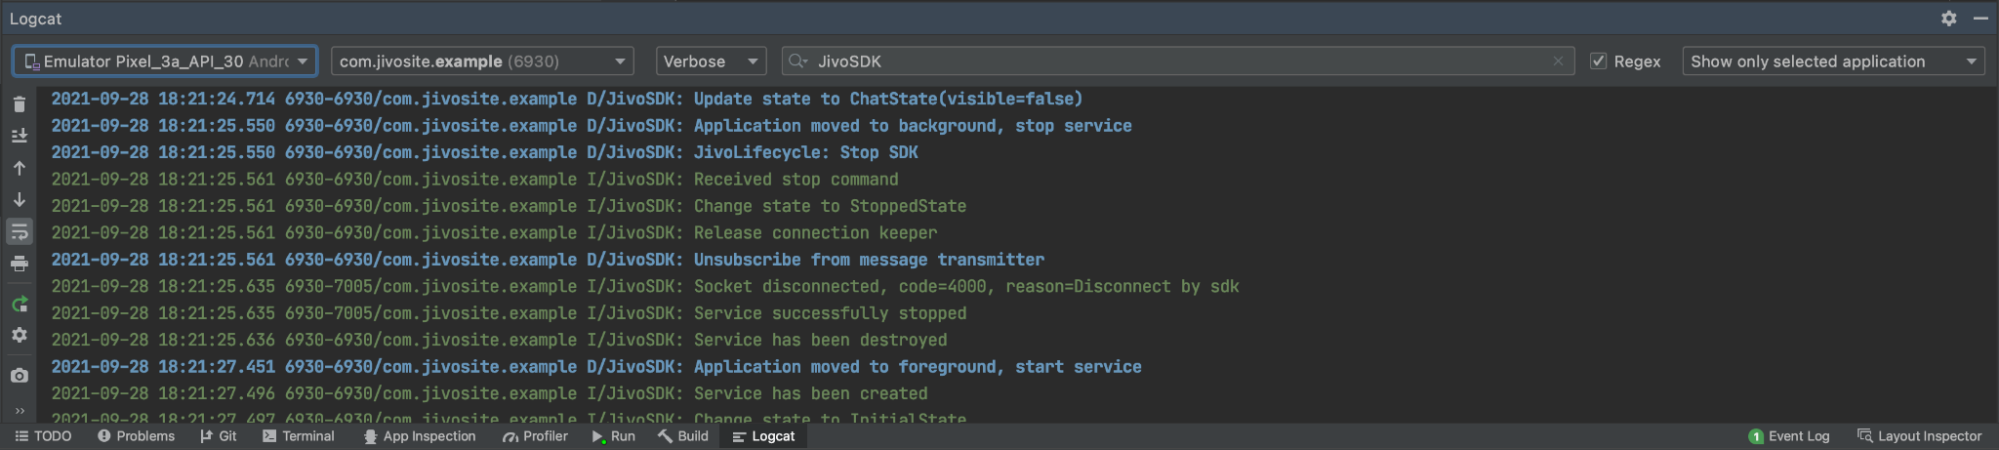 Logcat
Emulator Pixel_3a_API_30 Andrc com.jivosite.example (6930) Verbose JivoSDK Regex Show only selected application
2021-09-28 18:21:24.714 6930-6930/com.jivosite.example D/JivoSDK: Update state to ChatState(visible=false)
2021-09-28 18:21:25.550 6930-6930/com.jivosite.example D/JivoSDK: Application moved to background, stop service
2021-09-28 18:21:25.550 6930-6930/com.jivosite.example D/JivoSDK: JivoLifecycle: Stop SDK
2021-09-28 18:21:25.561 6930-6930/com.jivosite.example I/JivoSDK: Received stop command
2021-09-28 18:21:25.561 6930-6930/com.jivosite.example I/JivoSDK: Change state to StoppedState
2021-09-28 18:21:25.561 6930-6930/com.jivosite.example I/JivoSDK: Release connection keeper
2021-09-28 18:21:25.561 6930-6930/com.jivosite.example D/JivoSDK: Unsubscribe from message transmitter
2021-09-28 18:21:25.635 6930-7005/com.jivosite.example I/JivoSDK: Socket disconnected, code=4000, reason=Disconnect by sdk
2021-09-28 18:21:25.635 6930-7005/com.jivosite.example I/JivoSDK: Service successfully stopped
2021-09-28 18:21:25.636 6930-6930/com.jivosite.example I/JivoSDK: Service has been destroyed
2021-09-28 18:21:27.451 6930-6930/com.jivosite.example D/JivoSDK: Application moved to foreground, start service
2021-09-28 18:21:27.496 6930-6930/com.jivosite.example I/JivoSDK: Service has been created
2021-09-28 18:21:27.497 6930-6930/com.jivosite.example I/JivoSDK: Change state to InitialState
TODO Problems Git Terminal App Inspection Profiler Run Build Logcat 1 Event Log Layout Inspector